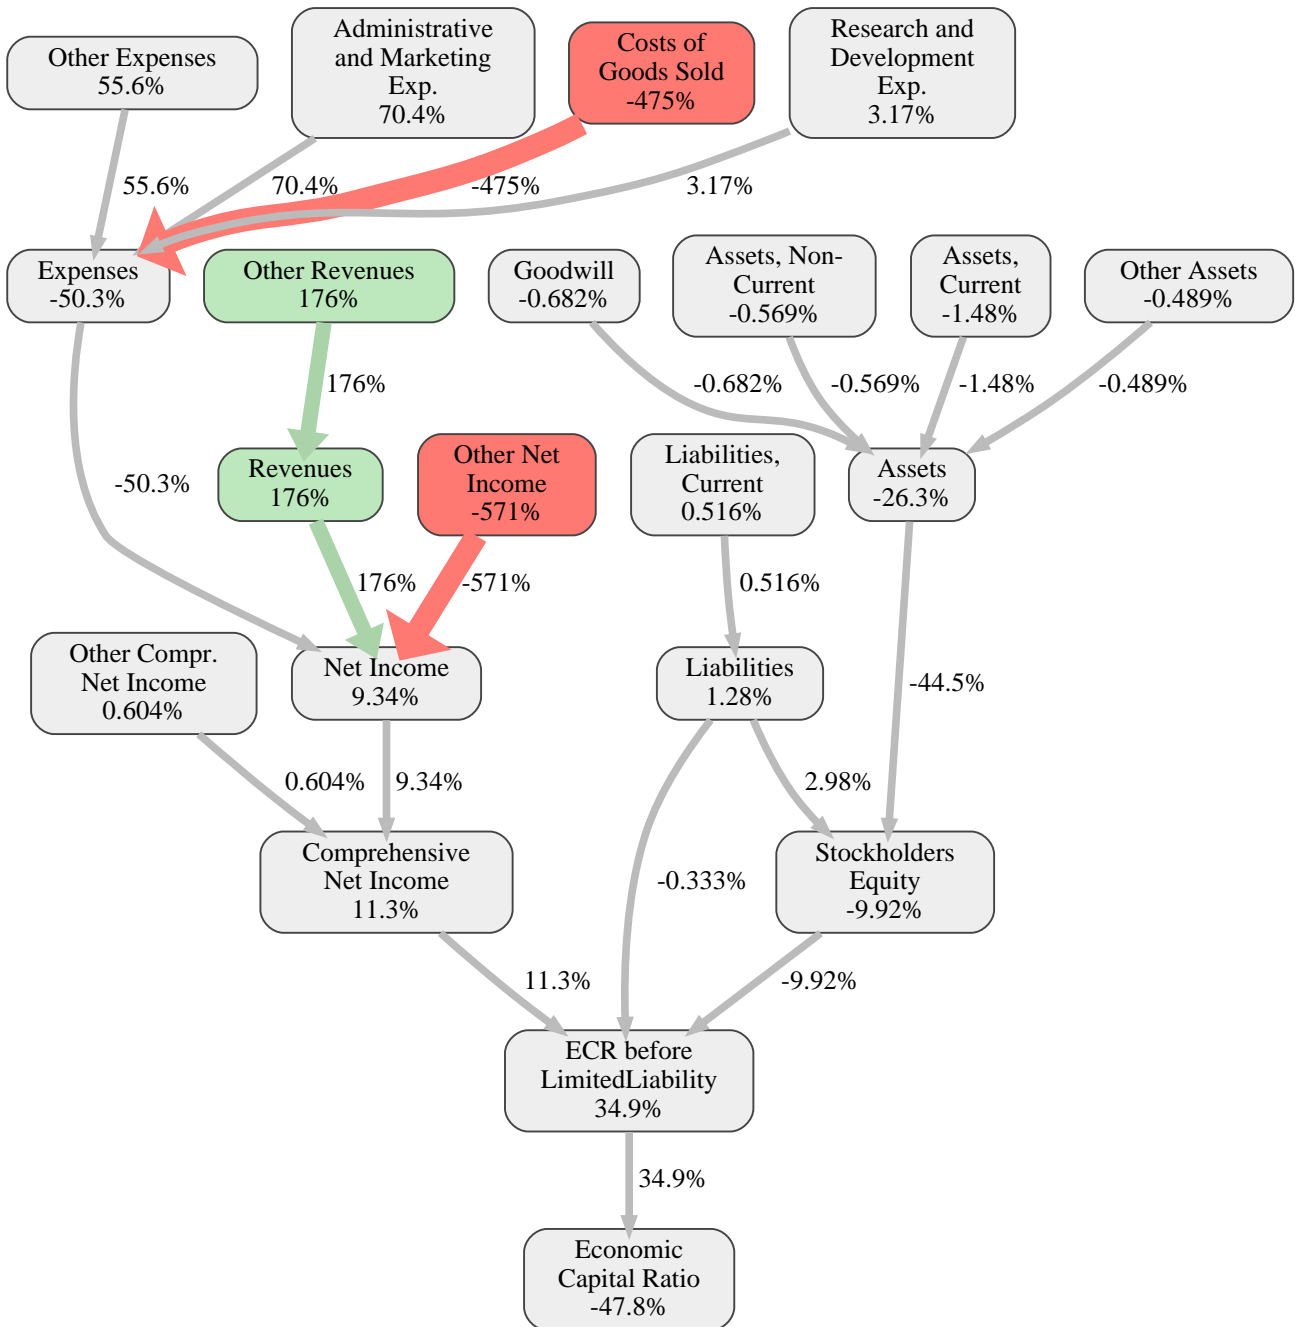 Other Expenses
55.6%
Administrative
and Marketing
Exp.
70.4%
Costs of
Goods Sold
-475%
Research and
Development
Exp.
3.17%
55.6%
70.4%
-475%
3.17%
Expenses
-50.3%
Other Revenues
176%
Goodwill
-0.682%
Assets, Non-
Current
-0.569%
Assets,
Current
-1.48%
Other Assets
-0.489%
176%
-0.682%
-0.569%
-1.48%
-0.489%
-50.3%
Revenues
176%
Other Net
Income
-571%
Liabilities,
Current
0.516%
Assets
-26.3%
176%
-571%
0.516%
Other Compr.
Net Income
0.604%
Net Income
9.34%
Liabilities
1.28%
-44.5%
0.604%
9.34%
2.98%
Comprehensive
Net Income
11.3%
-0.333%
Stockholders
Equity
-9.92%
11.3%
-9.92%
ECR before
LimitedLiability
34.9%
34.9%
Economic
Capital Ratio
-47.8%